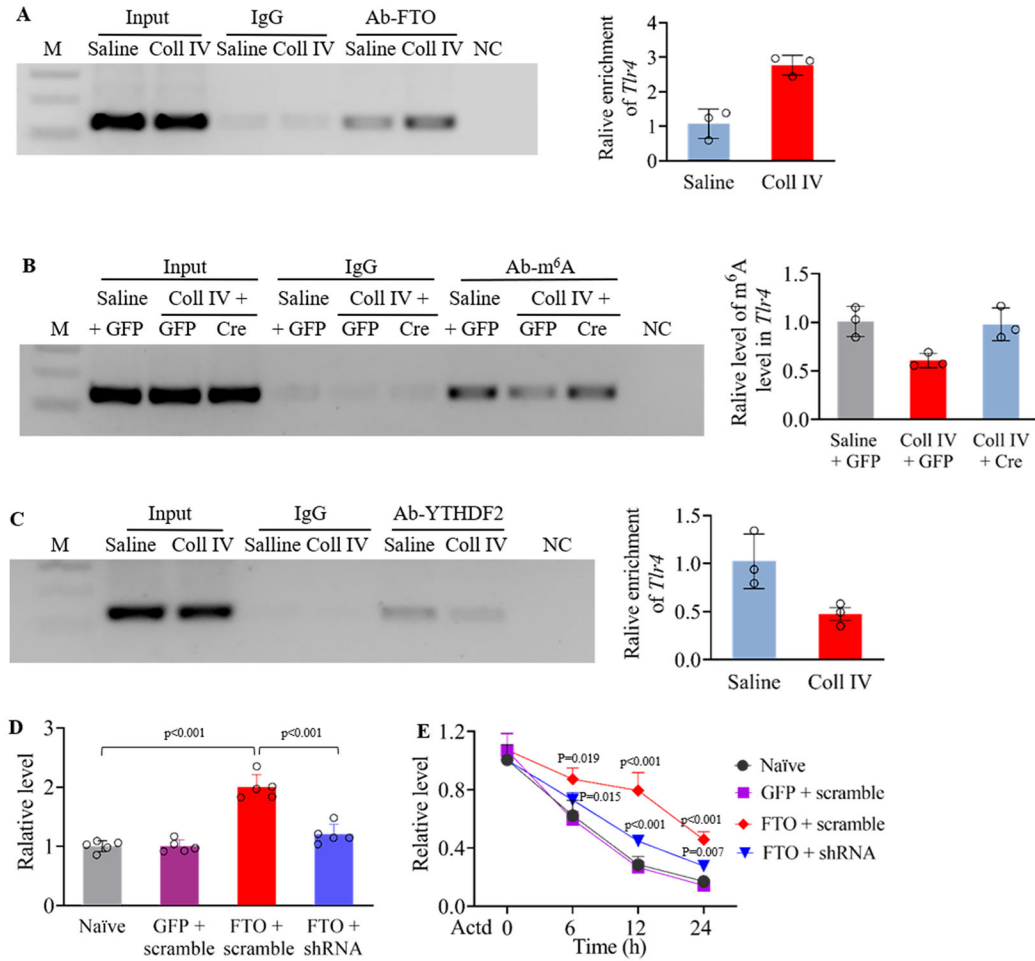 A
Input IgG Ab-FTO
M Saline Coll IV Saline Coll IV Saline Coll IV NC
Ralive enrichment
of Tlr4
4
3
2
1
0
Saline Coll IV
B
Input IgG Ab-m⁶A
Saline Coll IV + Saline Coll IV + Saline Coll IV +
M + GFP GFP Cre + GFP GFP Cre + GFP GFP Cre NC
Ralive level of m⁶A
level in Tlr4
1.5
1.0
0.5
0.0
Saline Coll IV Coll IV
+ GFP + GFP + Cre
C
Input IgG Ab-YTHDF2
M Saline Coll IV Salline Coll IV Saline Coll IV NC
Ralive enrichment
of Tlr4
1.5
1.0
0.5
0.0
Saline Coll IV
D
Ralative level
3
2
1
0
p<0.001 p<0.001
Naïve GFP + FTO + FTO +
scramble scramble shRNA
E
Relative level
1.2
0.8
0.4
0.0
P=0.019
p<0.001
P=0.015
p<0.001
p<0.001
P=0.007
Actd 0 6 12 24
Time (h)
Naïve
GFP + scramble
FTO + scramble
FTO + shRNA